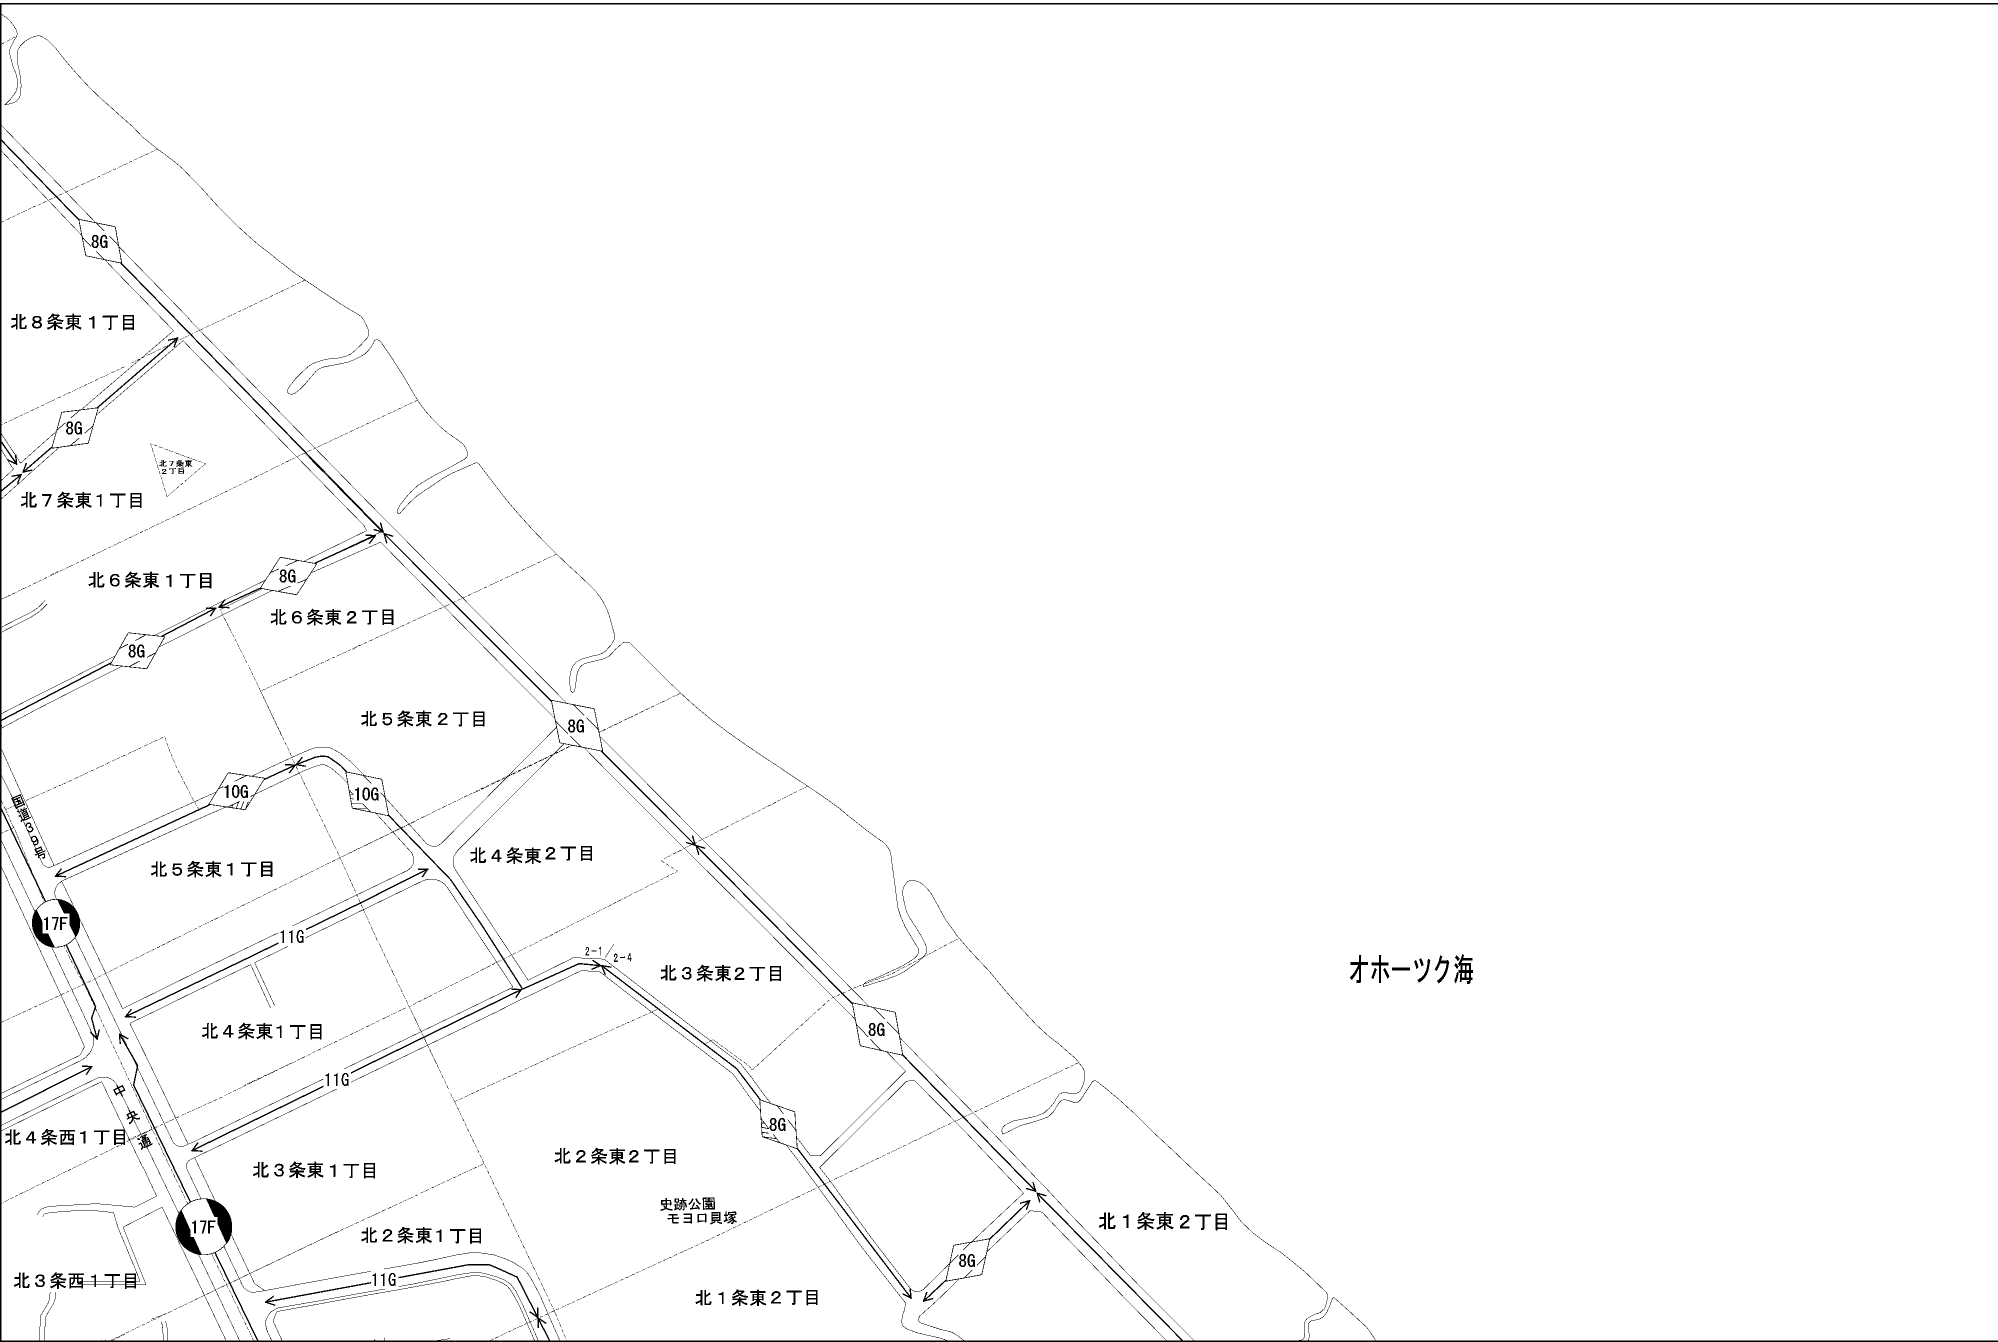 8G
北８条東１丁目
8G
北７条東
２丁目
北７条東１丁目
8G
北６条東１丁目
北６条東２丁目
8G
北５条東２丁目
8G
10G
10G
国道３９号
北４条東２丁目
北５条東１丁目
17F
11G
2-1
2-4
オホーツク海
北３条東２丁目
北４条東１丁目
8G
11G
中央通
8G
北４条西１丁目
北２条東２丁目
北３条東１丁目
史跡公園
モヨロ貝塚
17F
北１条東２丁目
北２条東１丁目
8G
北３条西１丁目
11G
北１条東２丁目